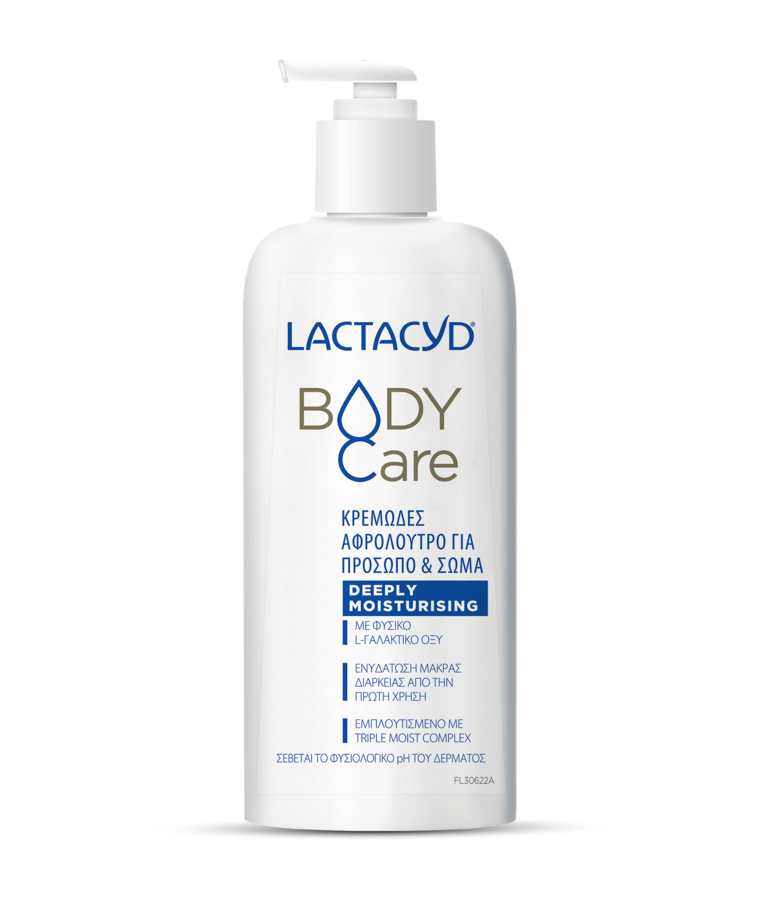 LACTACYD®
BODY
Care
ΚΡΕΜΩΔΕΣ
ΑΦΡΟΛΟΥΤΡΟ ΓΙΑ
ΠΡΟΣΩΠΟ & ΣΩΜΑ
DEEPLY
MOISTURISING
ΜΕ ΦΥΣΙΚΟ
L-ΓΑΛΑΚΤΙΚΟ ΟΞΥ
ΕΝΥΔΑΤΩΣΗ ΜΑΚΡΑΣ
ΔΙΑΡΚΕΙΑΣ ΑΠΟ ΤΗΝ
ΠΡΩΤΗ ΧΡΗΣΗ
ΕΜΠΛΟΥΤΙΣΜΕΝΟ ΜΕ
TRIPLE MOIST COMPLEX
ΣΕΒΕΤΑΙ ΤΟ ΦΥΣΙΟΛΟΓΙΚΟ pH ΤΟΥ ΔΕΡΜΑΤΟΣ
FL30622A